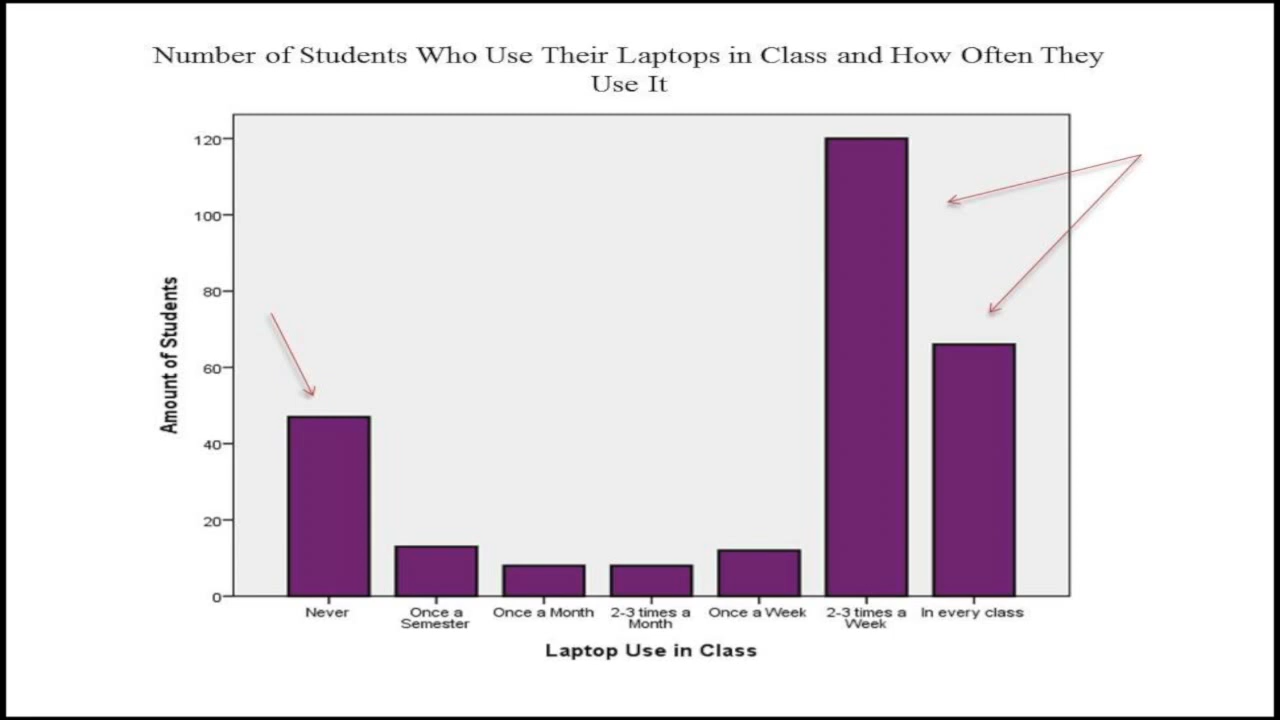 Number of Students Who Use Their Laptops in Class and How Often They
Use It
120
100
80
60
40
20
0
Amount of Students
Never
Once a
Semester
Once a Month
2-3 times a
Month
Once a Week
2-3 times a
Week
In every class
Laptop Use in Class